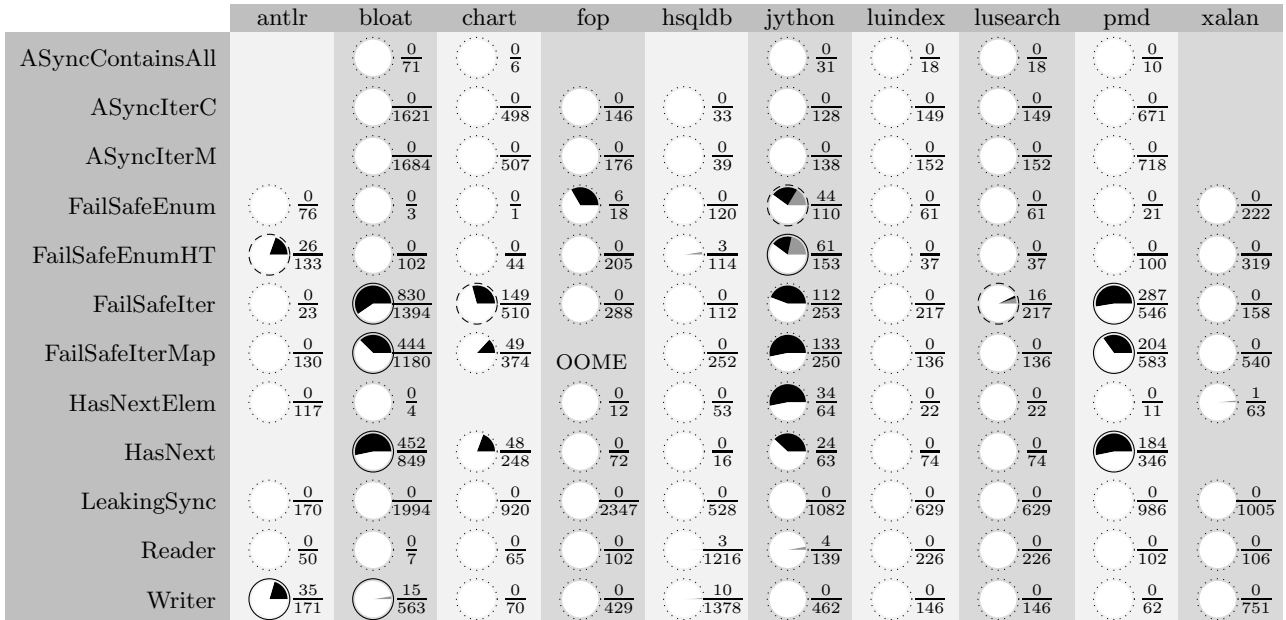 antlr bloat chart fop hsqldb jython luindex lusearch pmd xalan
ASyncContainsAll 0/71 0/6 0/31 0/18 0/18 0/10
ASyncIterC 0/1621 0/498 0/146 0/33 0/128 0/149 0/149 0/671
ASyncIterM 0/1684 0/507 0/176 0/39 0/138 0/152 0/152 0/718
FailSafeEnum 0/76 0/3 0/1 6/18 0/120 44/110 0/61 0/61 0/21 0/222
FailSafeEnumHT 26/133 0/102 0/44 0/205 3/114 61/153 0/37 0/37 0/100 0/319
FailSafeIter 0/23 830/1394 149/510 0/288 0/112 112/253 0/217 16/217 287/546 0/158
FailSafeIterMap 0/130 444/1180 49/374 OOME 0/252 133/250 0/136 0/136 204/583 0/540
HasNextElem 0/117 0/4 0/12 0/53 34/64 0/22 0/22 0/11 1/63
HasNext 452/849 48/248 0/72 0/16 24/63 0/74 0/74 184/346
LeakingSync 0/170 0/1994 0/920 0/2347 0/528 0/1082 0/629 0/629 0/986 0/1005
Reader 0/50 0/7 0/65 0/102 3/1216 4/139 0/226 0/226 0/102 0/106
Writer 35/171 15/563 0/70 0/429 10/1378 0/462 0/146 0/146 0/62 0/751